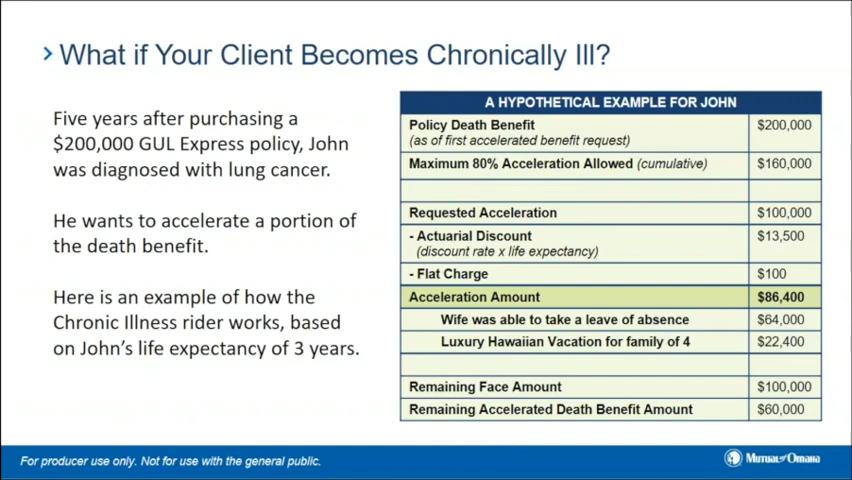 What if Your Client Becomes Chronically Ill?
Five years after purchasing a
$200,000 GUL Express policy, John
was diagnosed with lung cancer.
He wants to accelerate a portion of
the death benefit.
Here is an example of how the
Chronic Illness rider works, based
on John's life expectancy of 3 years.
A HYPOTHETICAL EXAMPLE FOR JOHN
Policy Death Benefit $200,000
(as of first accelerated benefit request)
Maximum 80% Acceleration Allowed (cumulative) $160,000
Requested Acceleration $100,000
- Actuarial Discount $13,500
(discount rate x life expectancy)
- Flat Charge $100
Acceleration Amount $86,400
Wife was able to take a leave of absence $64,000
Luxury Hawaiian Vacation for family of 4 $22,400
Remaining Face Amount $100,000
Remaining Accelerated Death Benefit Amount $60,000
For producer use only. Not for use with the general public.
Mutual of Omaha